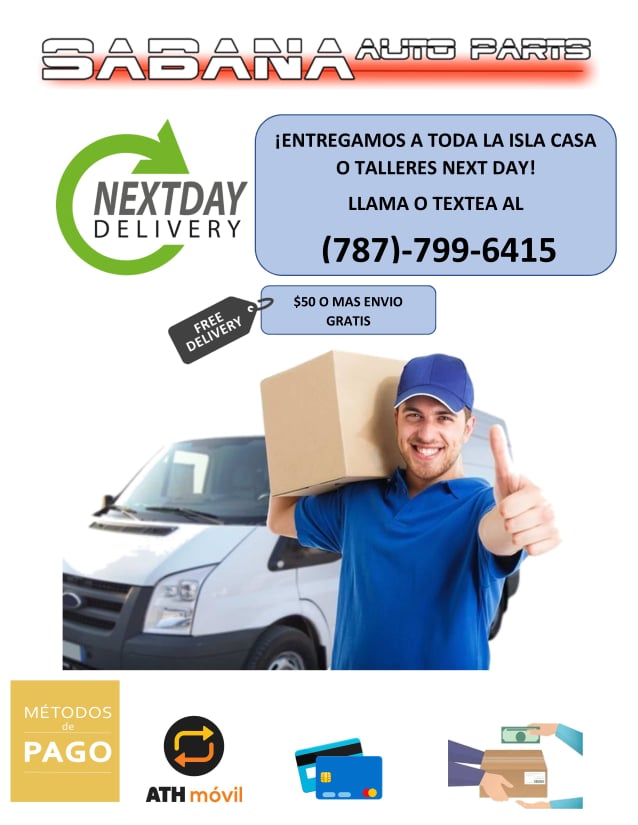 SABANA AUTO PARTS
NEXTDAY
DELIVERY
¡ENTREGAMOS A TODA LA ISLA CASA
O TALLERES NEXT DAY!
LLAMA O TEXTEA AL
(787)-799-6415
FREE
DELIVERY
$50 O MAS ENVIO
GRATIS
MÉTODOS
de
PAGO
ATH móvil